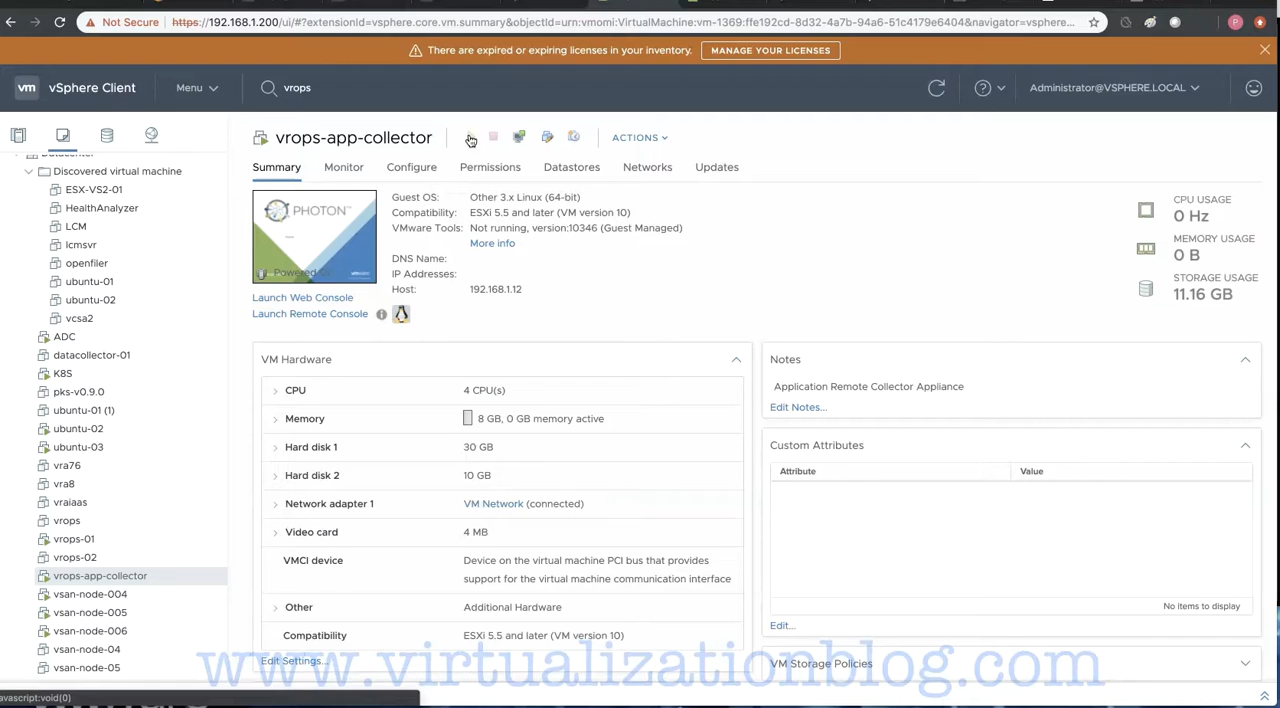 Not Secure
https://192.168.1.200/ui/#?extensionId=vsphere.core.vm.summary&objectId=urn:vmomi:VirtualMachine:vm-1369:ffe192cd-8d32-4a7b-94a6-51c4179e6404&navigator=vsphere...
P
There are expired or expiring licenses in your inventory.
MANAGE YOUR LICENSES
vm
vSphere Client
Menu
vrops
Administrator@VSPHERE.LOCAL
Datacenter
Discovered virtual machine
ESX-VS2-01
HealthAnalyzer
LCM
lcmsvr
openfiler
ubuntu-01
ubuntu-02
vcsa2
ADC
datacollector-01
K8S
pks-v0.9.0
ubuntu-01 (1)
ubuntu-02
ubuntu-03
vra76
vra8
vraiaas
vrops
vrops-01
vrops-02
vrops-app-collector
vsan-node-004
vsan-node-005
vsan-node-006
vsan-node-04
vsan-node-05
vrops-app-collector
ACTIONS
Summary
Monitor
Configure
Permissions
Datastores
Networks
Updates
PHOTON™
Powered
Launch Web Console
Launch Remote Console
Guest OS: Other 3.x Linux (64-bit)
Compatibility: ESXi 5.5 and later (VM version 10)
VMware Tools: Not running, version:10346 (Guest Managed)
More info
DNS Name:
IP Addresses:
Host: 192.168.1.12
CPU USAGE
0 Hz
MEMORY USAGE
0 B
STORAGE USAGE
11.16 GB
VM Hardware
CPU 4 CPU(s)
Memory 8 GB, 0 GB memory active
Hard disk 1 30 GB
Hard disk 2 10 GB
Network adapter 1 VM Network (connected)
Video card 4 MB
VMCI device Device on the virtual machine PCI bus that provides
support for the virtual machine communication interface
Other Additional Hardware
Compatibility ESXi 5.5 and later (VM version 10)
Edit Settings...
Notes
Application Remote Collector Appliance
Edit Notes...
Custom Attributes
Attribute Value
No items to display
Edit...
VM Storage Policies
www.virtualizationblog.com
avascript:void(0)